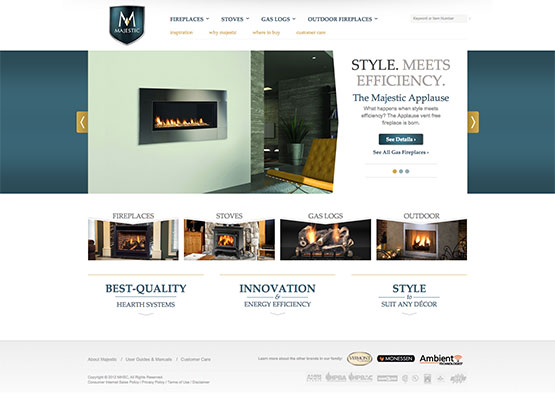 MAJESTIC
FIREPLACES STOVES GAS LOGS OUTDOOR FIREPLACES
Keyword or Item Number
inspiration why majestic where to buy customer care
STYLE. MEETS
EFFICIENCY.
The Majestic Applause
What happens when style meets
efficiency? The Applause vent free
fireplace is born.
See Details ›
See All Gas Fireplaces ›
FIREPLACES STOVES GAS LOGS OUTDOOR
BEST-QUALITY
HEARTH SYSTEMS
INNOVATION
&
ENERGY EFFICIENCY
STYLE
to
SUIT ANY DÉCOR
About Majestic / User Guides & Manuals / Customer Care
Learn more about the other brands in our family:
VERMONT
MONESSEN
Ambient
TECHNOLOGIES
Copyright © 2012 MHSC. All Rights Reserved.
Consumer Internet Sales Policy | Privacy Policy | Terms of Use | Disclaimer